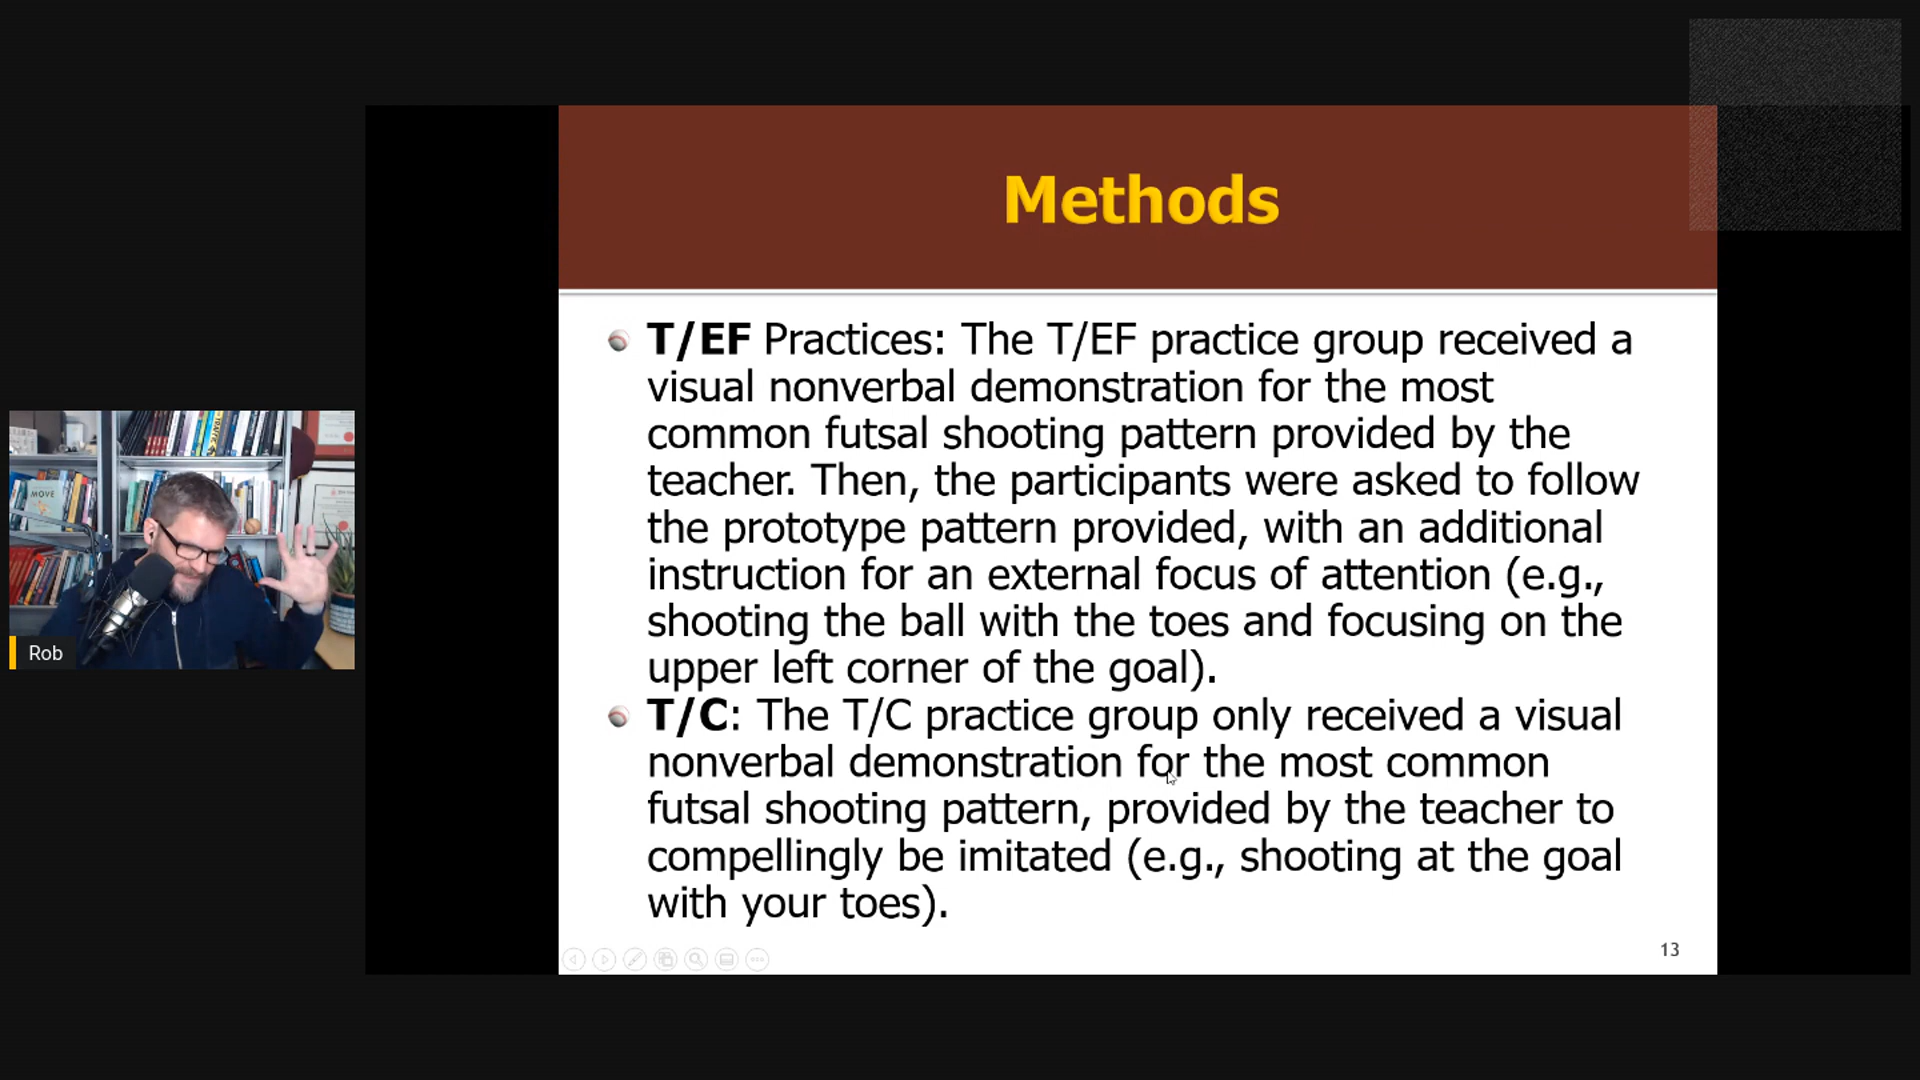 Methods
T/EF Practices: The T/EF practice group received a
visual nonverbal demonstration for the most
common futsal shooting pattern provided by the
teacher. Then, the participants were asked to follow
the prototype pattern provided, with an additional
instruction for an external focus of attention (e.g.,
shooting the ball with the toes and focusing on the
upper left corner of the goal).
T/C: The T/C practice group only received a visual
nonverbal demonstration for the most common
futsal shooting pattern, provided by the teacher to
compellingly be imitated (e.g., shooting at the goal
with your toes).
13
MOVE
Rob